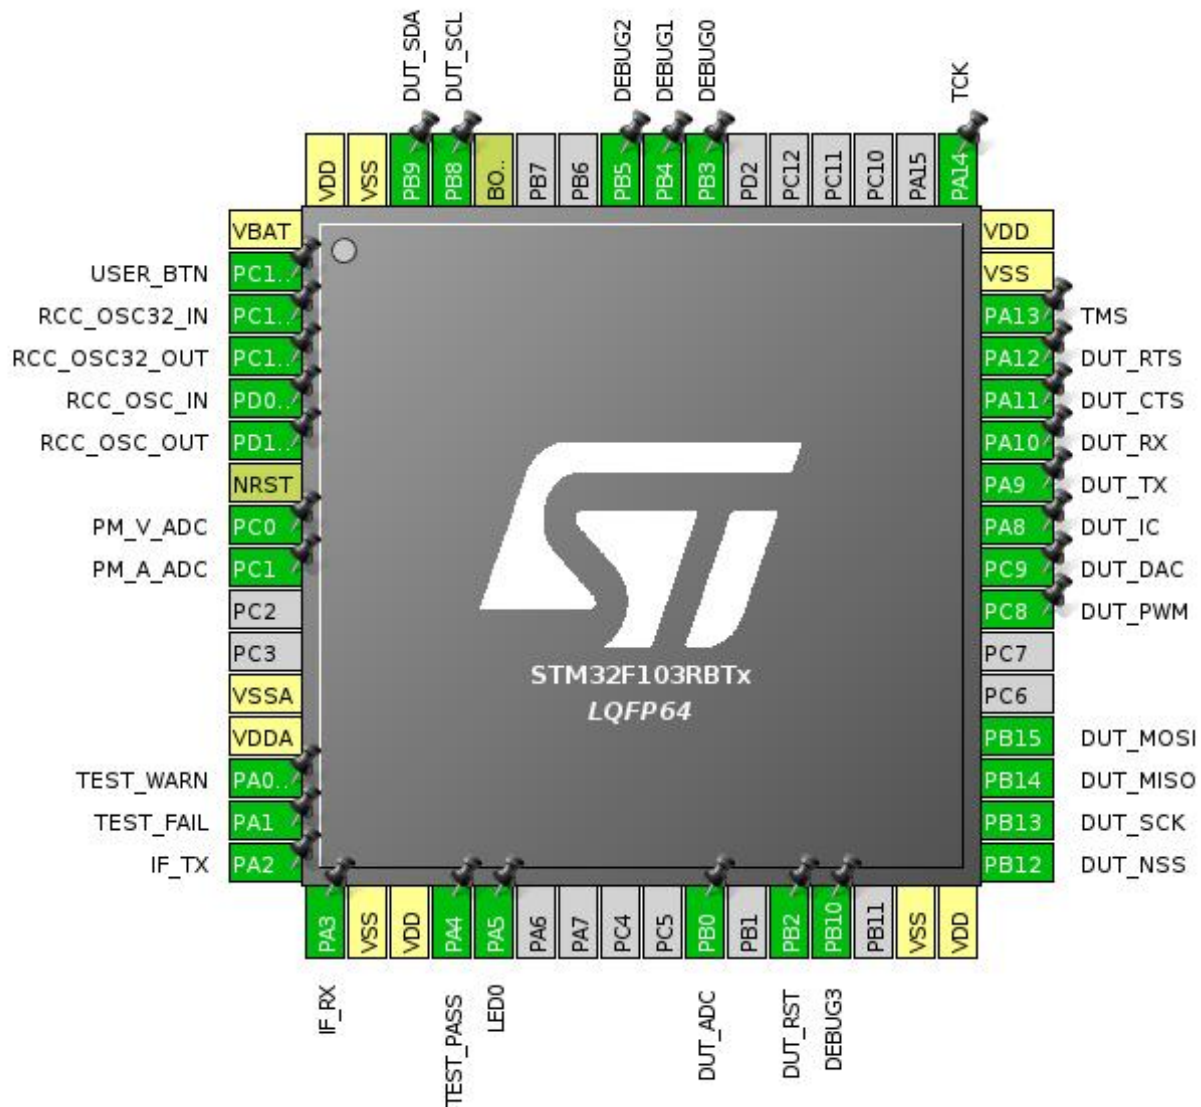 DUT_SDA
DUT_SCL
DEBUG2
DEBUG1
DEBUG0
TCK
VDD
VSS
PB9
PB8
BO..
PB7
PB6
PB5
PB4
PB3
PD2
PC12
PC11
PC10
PA15
PA14
VBAT
USER_BTN PC1..
RCC_OSC32_IN PC1..
RCC_OSC32_OUT PC1..
RCC_OSC_IN PD0..
RCC_OSC_OUT PD1..
NRST
PM_V_ADC PC0
PM_A_ADC PC1
PC2
PC3
VSSA
VDDA
TEST_WARN PA0..
TEST_FAIL PA1
IF_TX PA2
ST
STM32F103RBTx
LQFP64
VDD
VSS
PA13 TMS
PA12 DUT_RTS
PA11 DUT_CTS
PA10 DUT_RX
PA9 DUT_TX
PA8 DUT_IC
PC9 DUT_DAC
PC8 DUT_PWM
PC7
PC6
PB15 DUT_MOSI
PB14 DUT_MISO
PB13 DUT_SCK
PB12 DUT_NSS
PA3
VSS
VDD
PA4
PA5
PA6
PA7
PC4
PC5
PB0
PB1
PB2
PB10
PB11
VSS
VDD
IF_RX
TEST_PASS
LED0
DUT_ADC
DUT_RST
DEBUG3